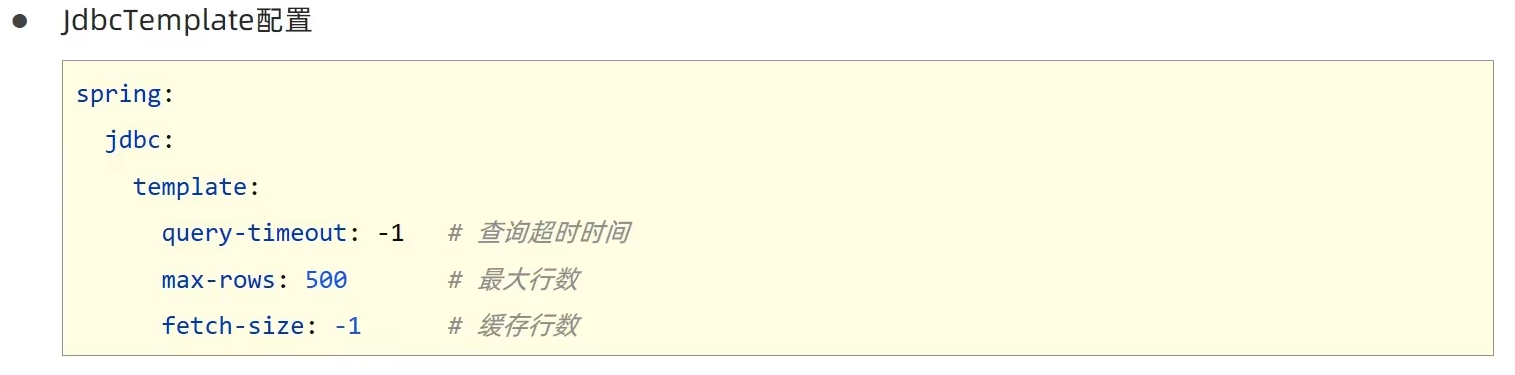 ● JdbcTemplate配置
spring:
  jdbc:
    template:
      query-timeout: -1   # 查询超时时间
      max-rows: 500       # 最大行数
      fetch-size: -1      # 缓存行数